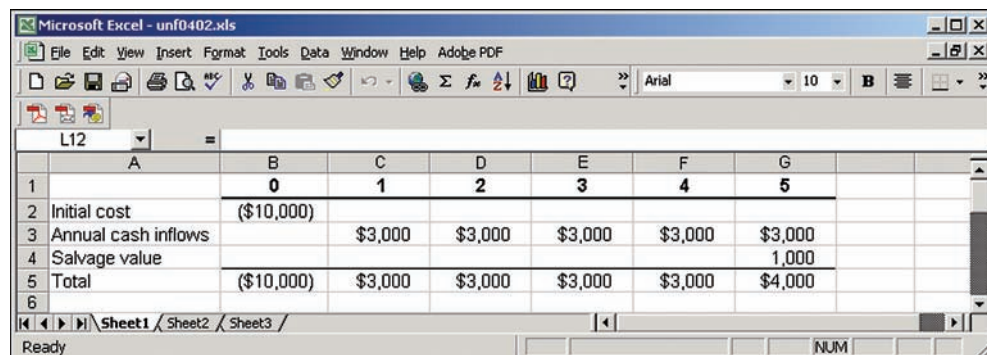 Microsoft Excel - unf0402.xls
File Edit View Insert Format Tools Data Window Help Adobe PDF
Arial 10 B
L12 =
A B C D E F G
1 0 1 2 3 4 5
2 Initial cost ($10,000)
3 Annual cash inflows $3,000 $3,000 $3,000 $3,000 $3,000
4 Salvage value 1,000
5 Total ($10,000) $3,000 $3,000 $3,000 $3,000 $4,000
6
Sheet1 / Sheet2 / Sheet3 /
Ready NUM